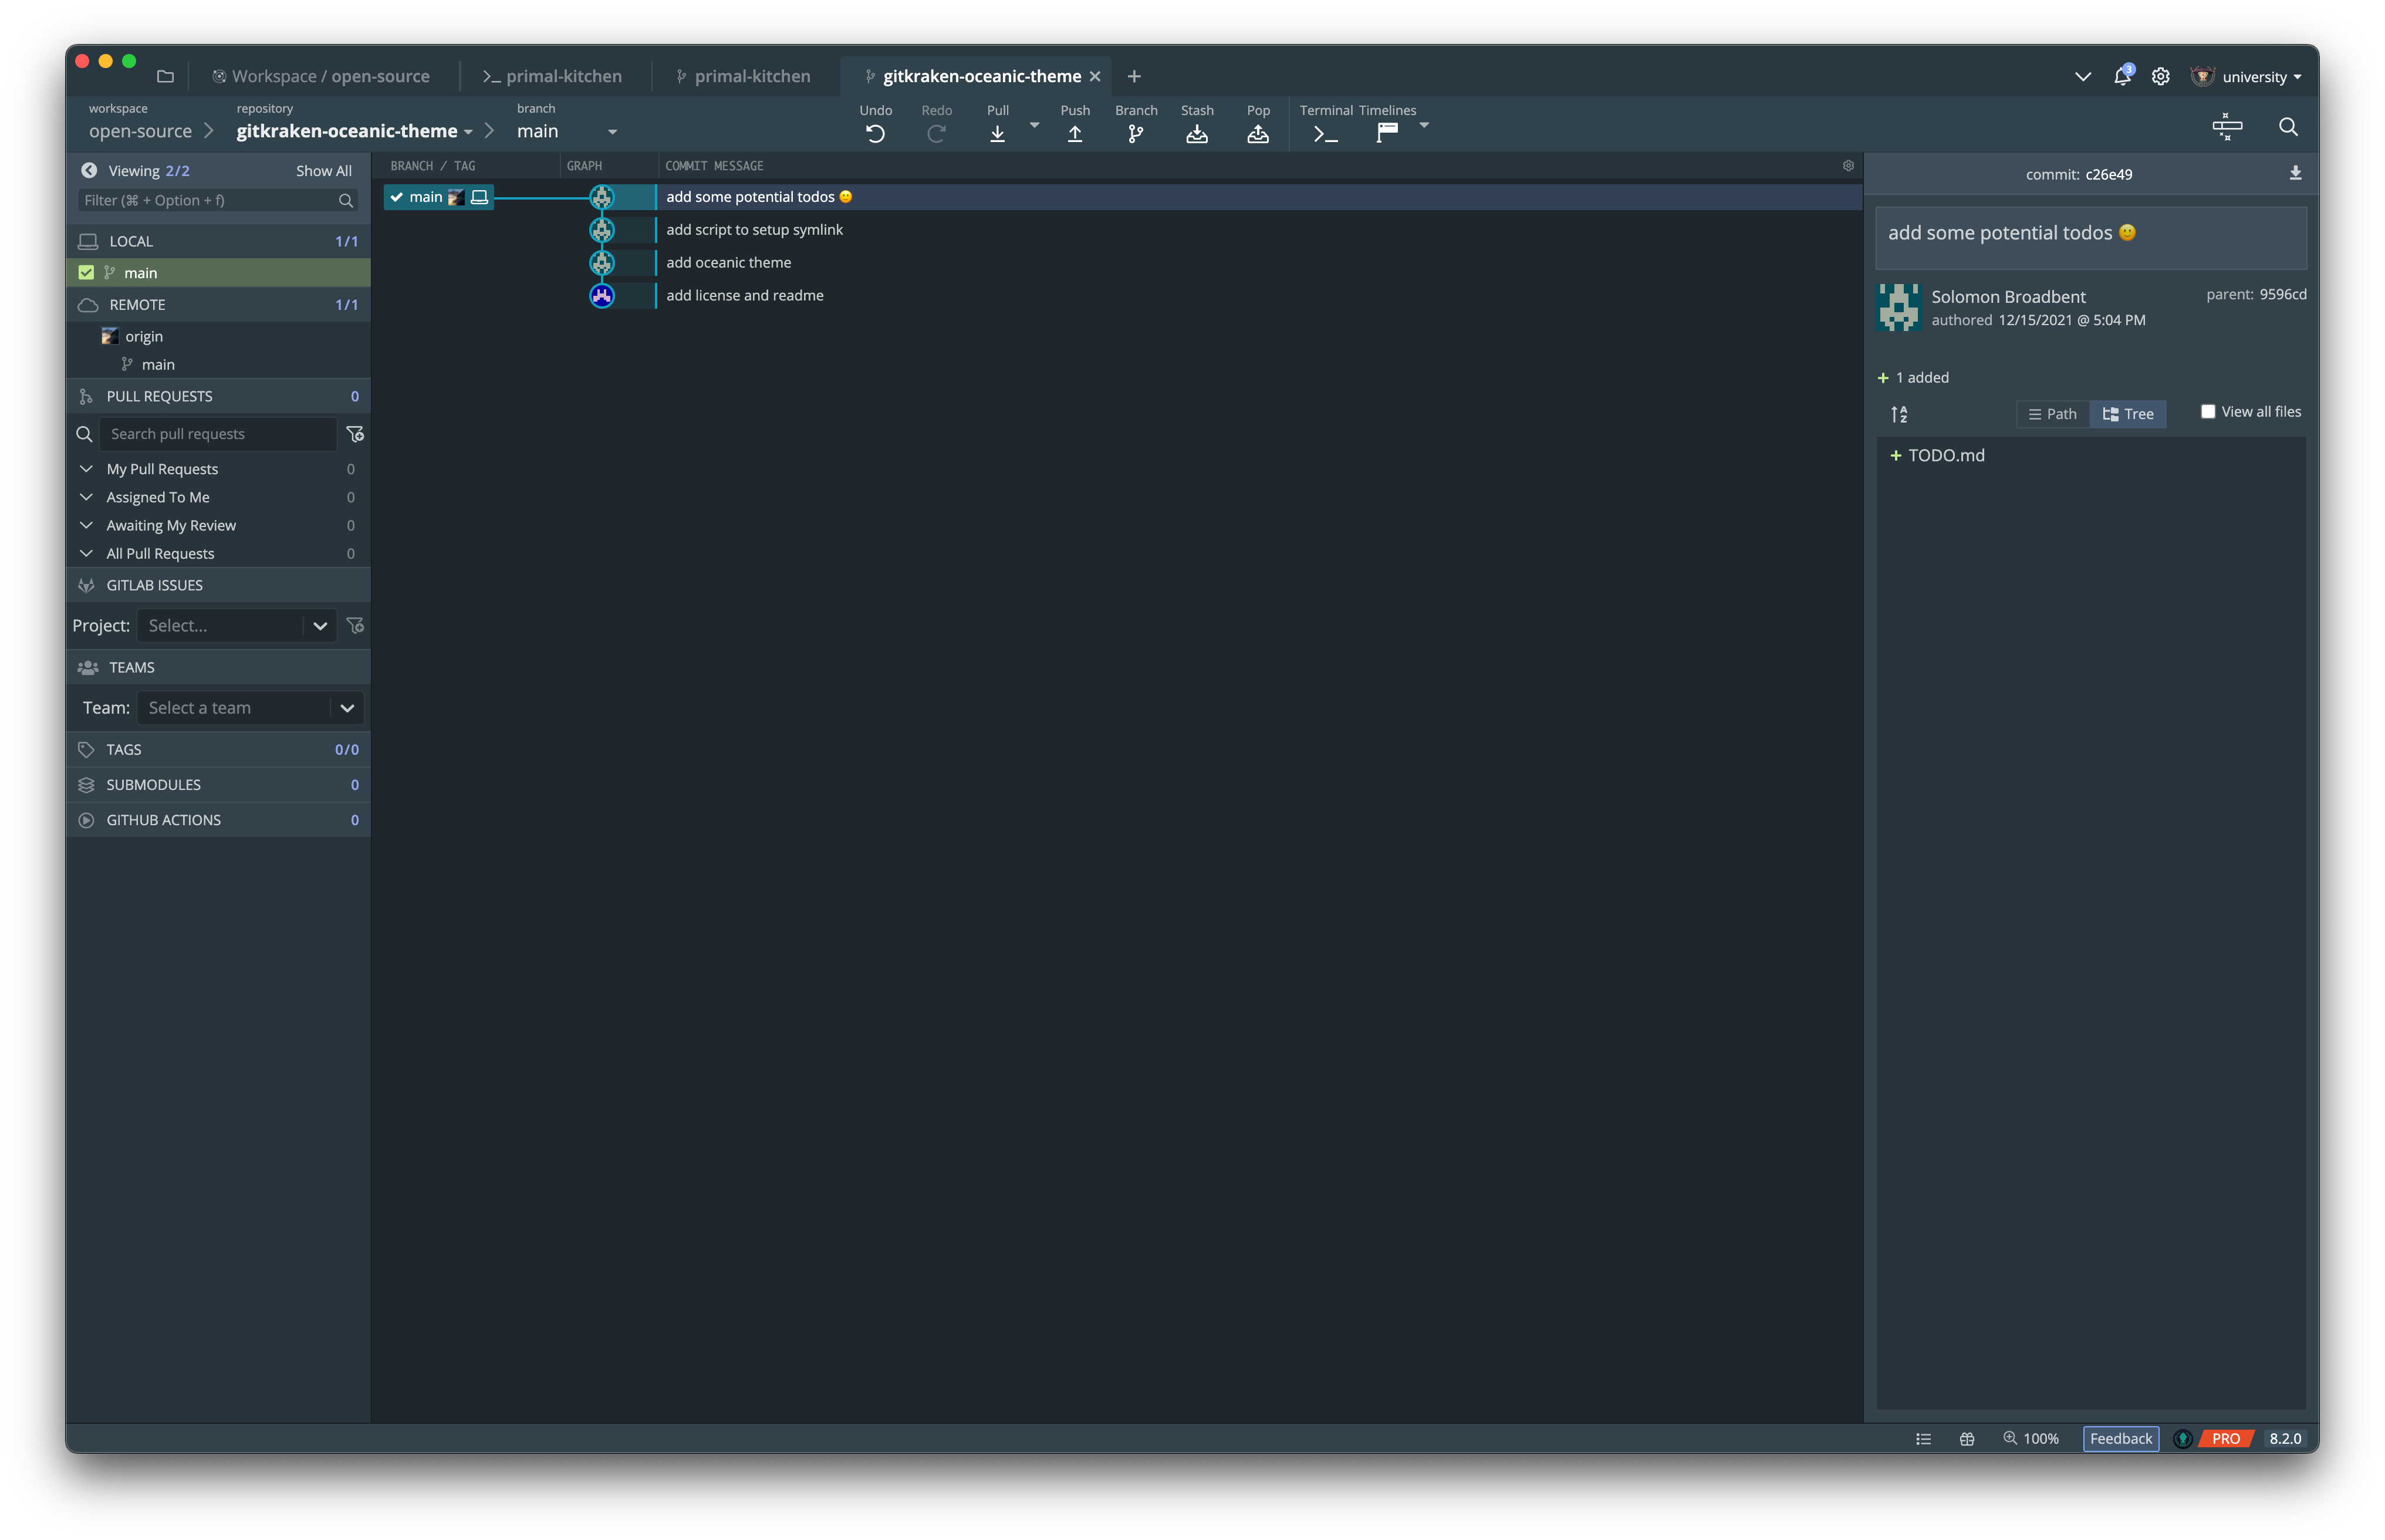 Workspace / open-source
primal-kitchen
primal-kitchen
gitkraken-oceanic-theme
3
university
workspace
open-source
repository
gitkraken-oceanic-theme
branch
main
Undo
Redo
Pull
Push
Branch
Stash
Pop
Terminal
Timelines
Viewing 2/2
Show All
Filter (⌘ + Option + f)
LOCAL 1/1
main
REMOTE 1/1
origin
main
PULL REQUESTS 0
Search pull requests
My Pull Requests 0
Assigned To Me 0
Awaiting My Review 0
All Pull Requests 0
GITLAB ISSUES
Project: Select...
TEAMS
Team: Select a team
TAGS 0/0
SUBMODULES 0
GITHUB ACTIONS 0
BRANCH / TAG
GRAPH
COMMIT MESSAGE
main
add some potential todos 🙂
add script to setup symlink
add oceanic theme
add license and readme
commit: c26e49
add some potential todos 🙂
Solomon Broadbent
authored 12/15/2021 @ 5:04 PM
parent: 9596cd
+ 1 added
A
Z
Path
Tree
View all files
+ TODO.md
100%
Feedback
PRO
8.2.0